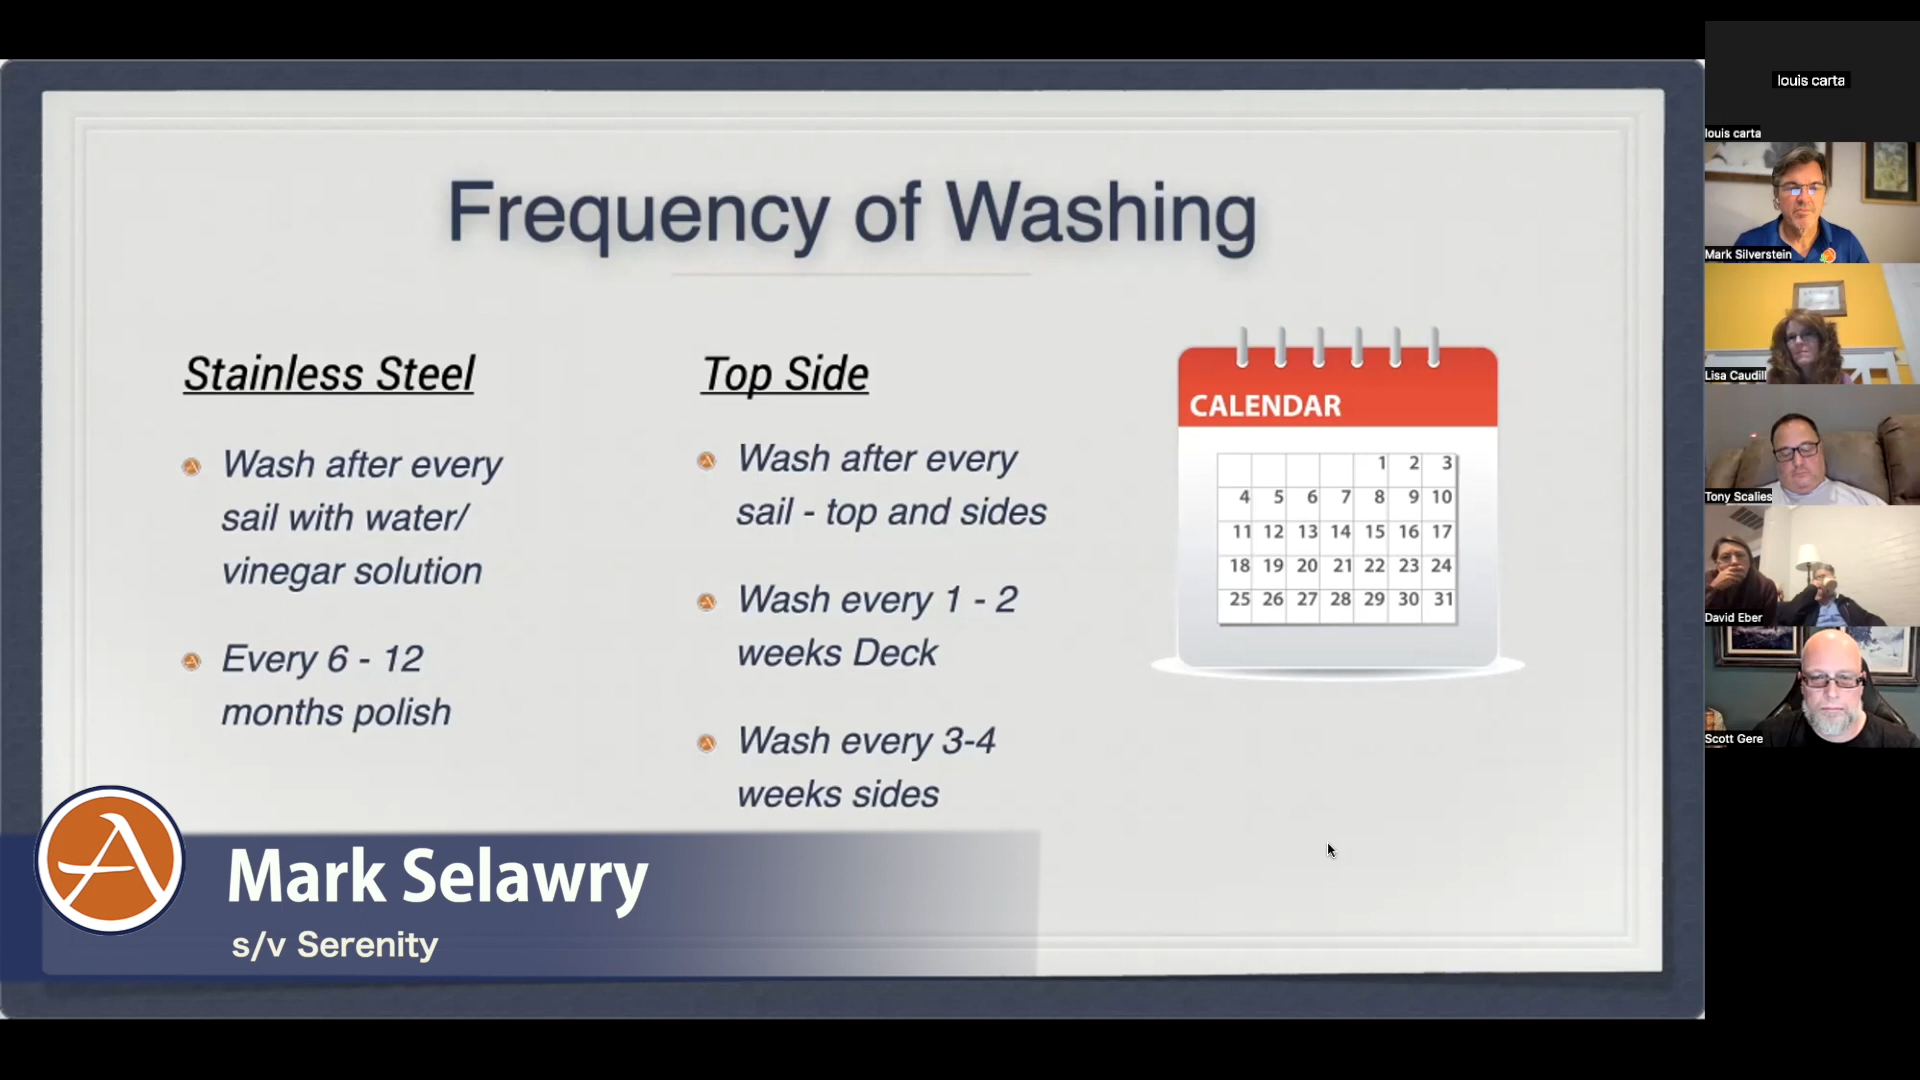 Frequency of Washing
Stainless Steel
Wash after every
sail with water/
vinegar solution
Every 6 - 12
months polish
Top Side
Wash after every
sail - top and sides
Wash every 1 - 2
weeks Deck
Wash every 3-4
weeks sides
CALENDAR
1 2 3
4 5 6 7 8 9 10
11 12 13 14 15 16 17
18 19 20 21 22 23 24
25 26 27 28 29 30 31
Mark Selawry
s/v Serenity
louis carta
louis carta
Mark Silverstein
Lisa Caudill
Tony Scalies
David Eber
Scott Gere